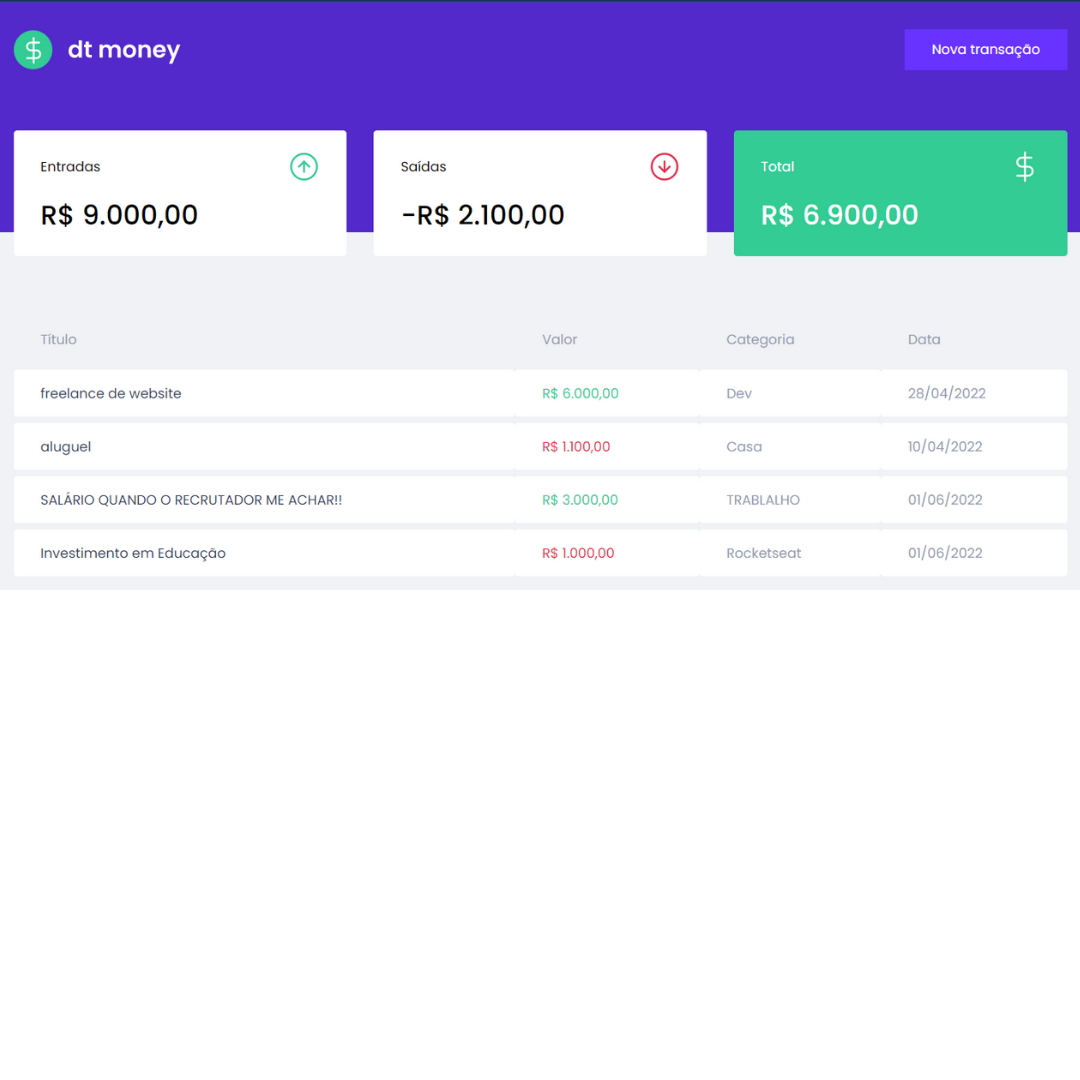 $ dt money
Nova transação
Entradas
R$ 9.000,00
Saídas
-R$ 2.100,00
Total
$
R$ 6.900,00
Título Valor Categoria Data
freelance de website R$ 6.000,00 Dev 28/04/2022
aluguel R$ 1.100,00 Casa 10/04/2022
SALÁRIO QUANDO O RECRUTADOR ME ACHAR!! R$ 3.000,00 TRABLALHO 01/06/2022
Investimento em Educação R$ 1.000,00 Rocketseat 01/06/2022